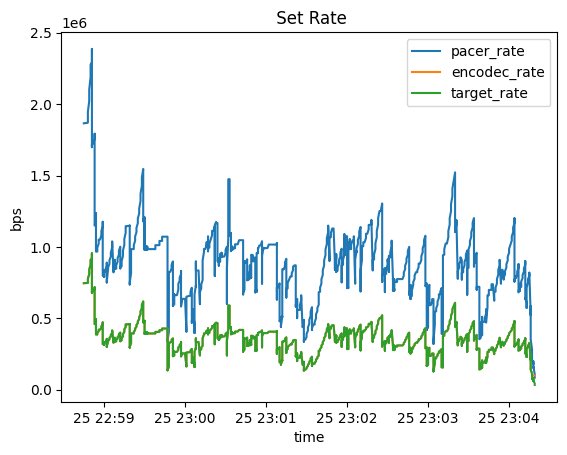 Set Rate
1e6
pacer_rate
encodec_rate
target_rate
2.5
2.0
1.5
1.0
0.5
0.0
bps
25 22:59 25 23:00 25 23:01 25 23:02 25 23:03 25 23:04
time